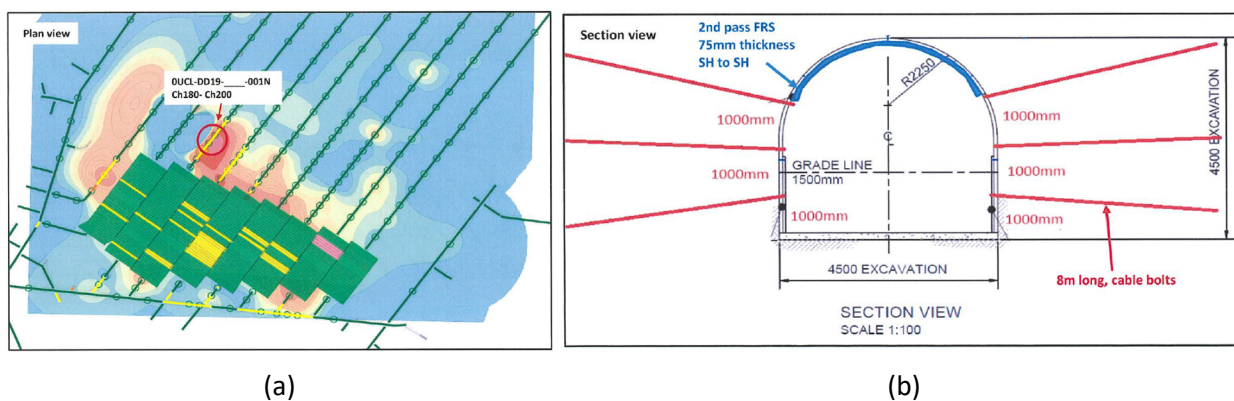 Plan view
0UCL-DD19-_____-001N
Ch180- Ch200
(a)
Section view
2nd pass FRS
75mm thickness
SH to SH
R2250
1000mm
1000mm
C
L
4500 EXCAVATION
GRADE LINE
1500mm
1000mm
1000mm
1000mm
1000mm
4500 EXCAVATION
8m long, cable bolts
SECTION VIEW
SCALE 1:100
(b)